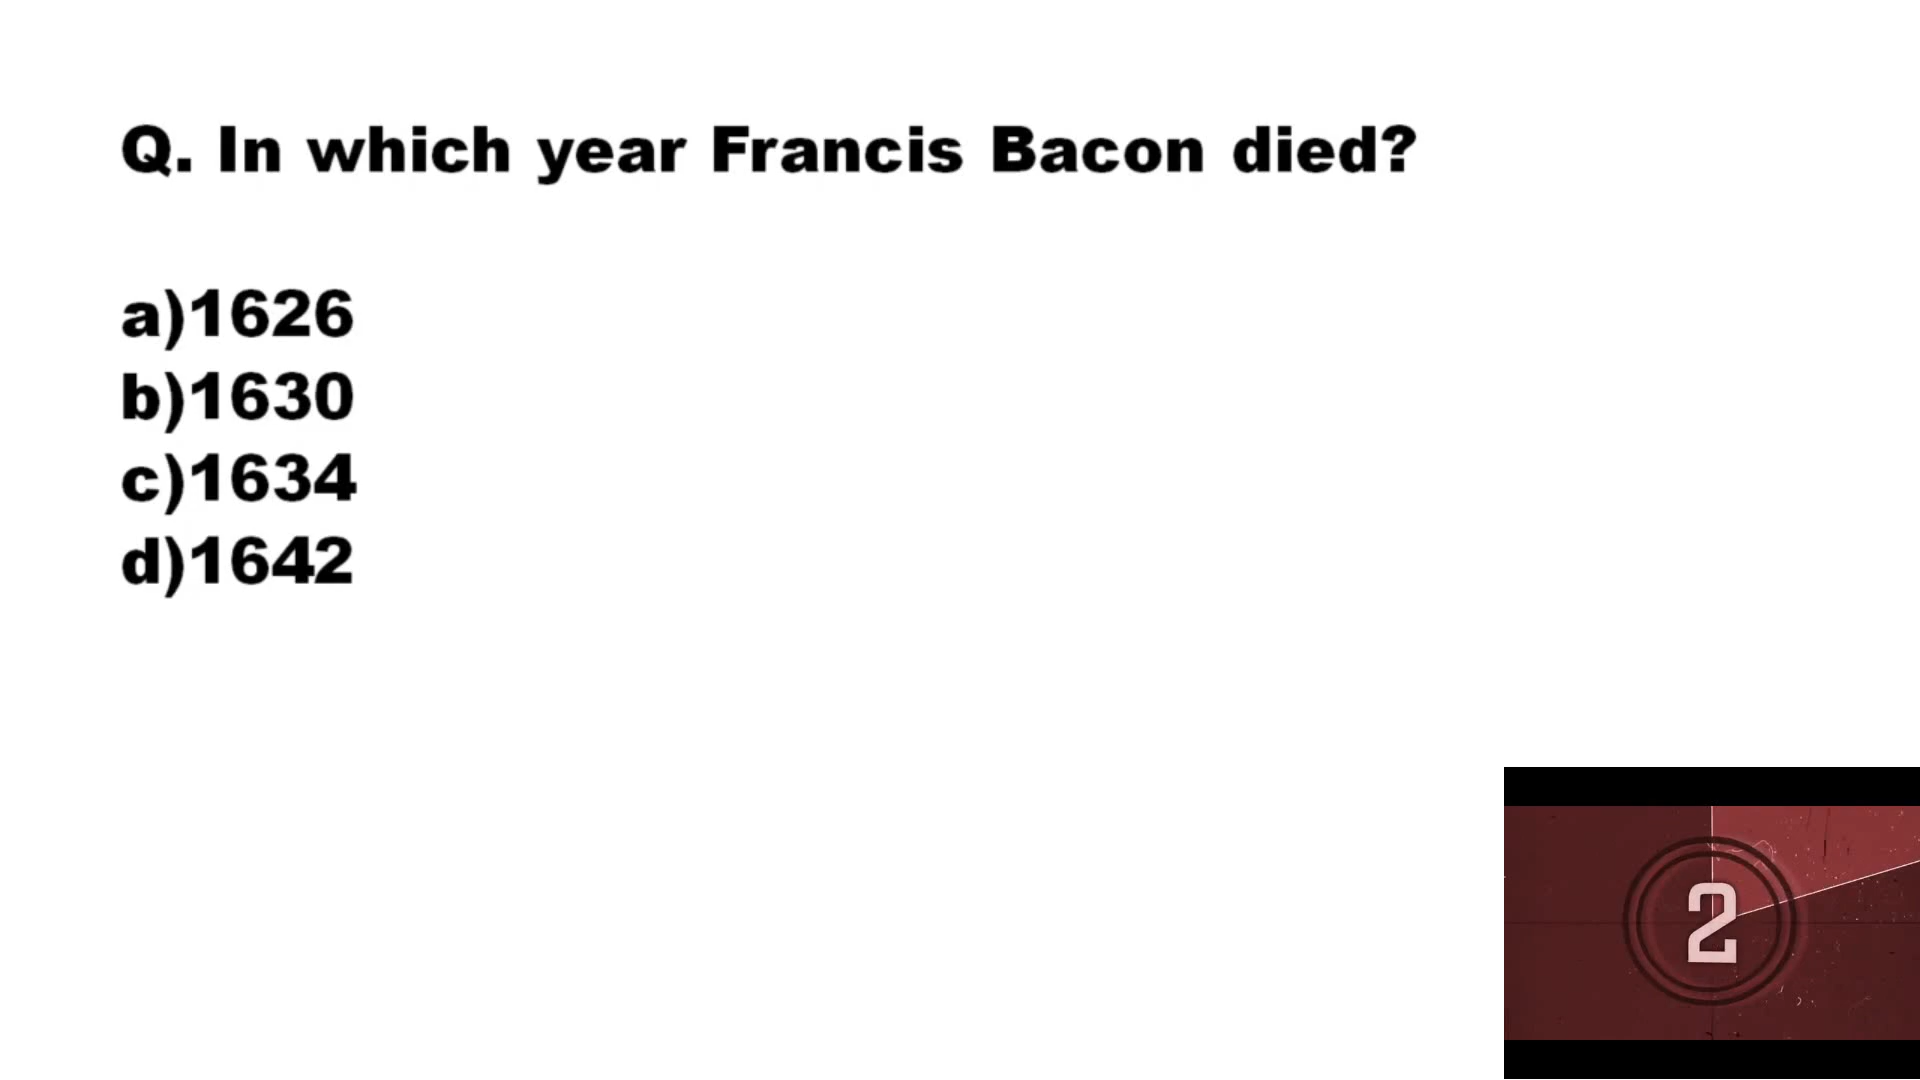 Q. In which year Francis Bacon died?
a)1626
b)1630
c)1634
d)1642
2